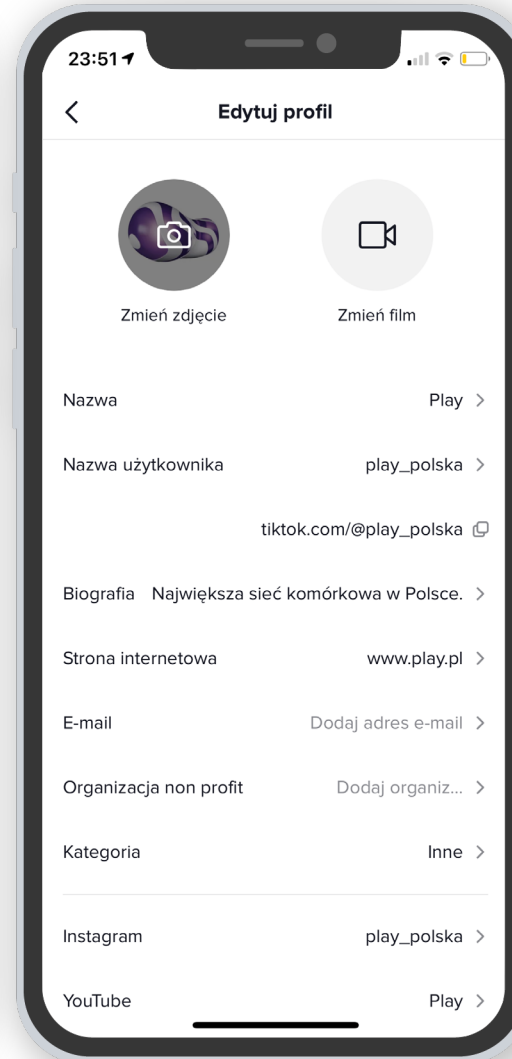 23:51
Edytuj profil
Zmień zdjęcie Zmień film
Nazwa Play
Nazwa użytkownika play_polska
tiktok.com/@play_polska
Biografia Największa sieć komórkowa w Polsce.
Strona internetowa www.play.pl
E-mail Dodaj adres e-mail
Organizacja non profit Dodaj organiz...
Kategoria Inne
Instagram play_polska
YouTube Play